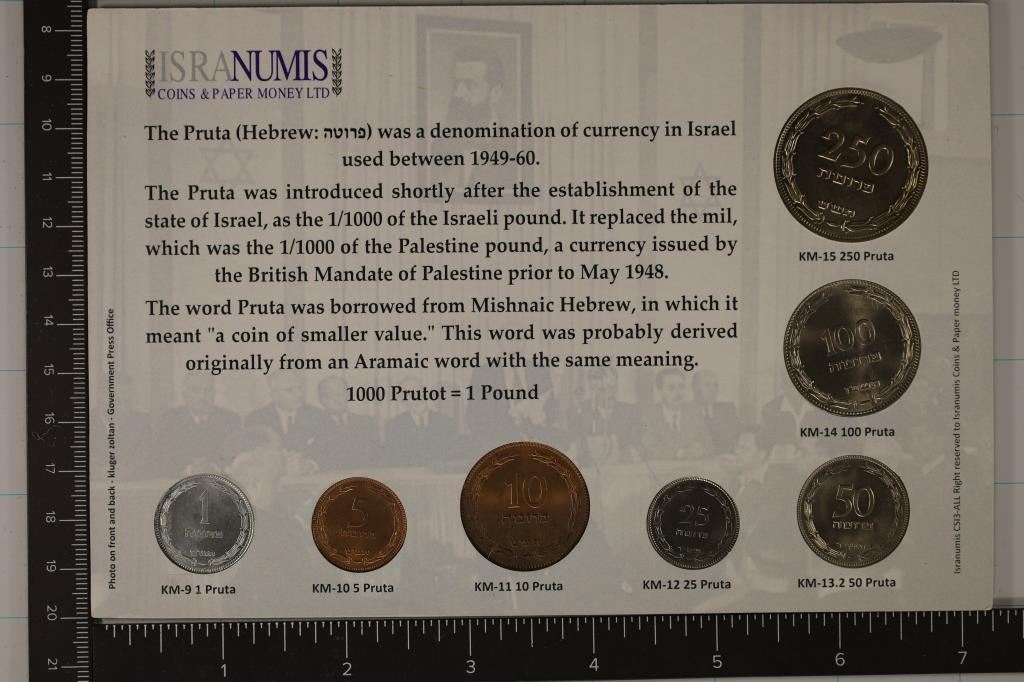 ISRANUMIS
COINS & PAPER MONEY LTD
The Pruta (Hebrew: פרוטה) was a denomination of currency in Israel
used between 1949-60.
The Pruta was introduced shortly after the establishment of the
state of Israel, as the 1/1000 of the Israeli pound. It replaced the mil,
which was the 1/1000 of the Palestine pound, a currency issued by
the British Mandate of Palestine prior to May 1948.
The word Pruta was borrowed from Mishnaic Hebrew, in which it
meant "a coin of smaller value." This word was probably derived
originally from an Aramaic word with the same meaning.
1000 Prutot = 1 Pound
250
פרוטה
KM-15 250 Pruta
100
פרוטה
KM-14 100 Pruta
1
פרוטה
KM-9 1 Pruta
5
פרוטה
KM-10 5 Pruta
10
פרוטה
KM-11 10 Pruta
25
פרוטה
KM-12 25 Pruta
50
פרוטה
KM-13.2 50 Pruta
Photo on front and back - kluger zoltan - Government Press Office
Isranumis CSI3-ALL Right reserved to Isranumis Coins & Paper money LTD
8
9
10
11
12
13
14
15
16
17
18
19
20
21
1 2 3 4 5 6 7